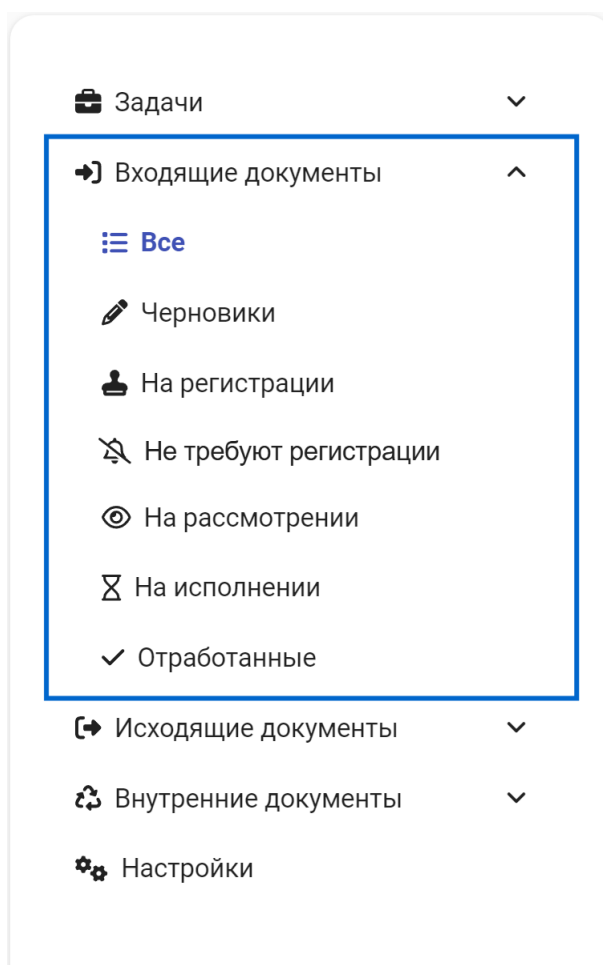 Задачи
Входящие документы
Все
Черновики
На регистрации
Не требуют регистрации
На рассмотрении
На исполнении
Отработанные
Исходящие документы
Внутренние документы
Настройки